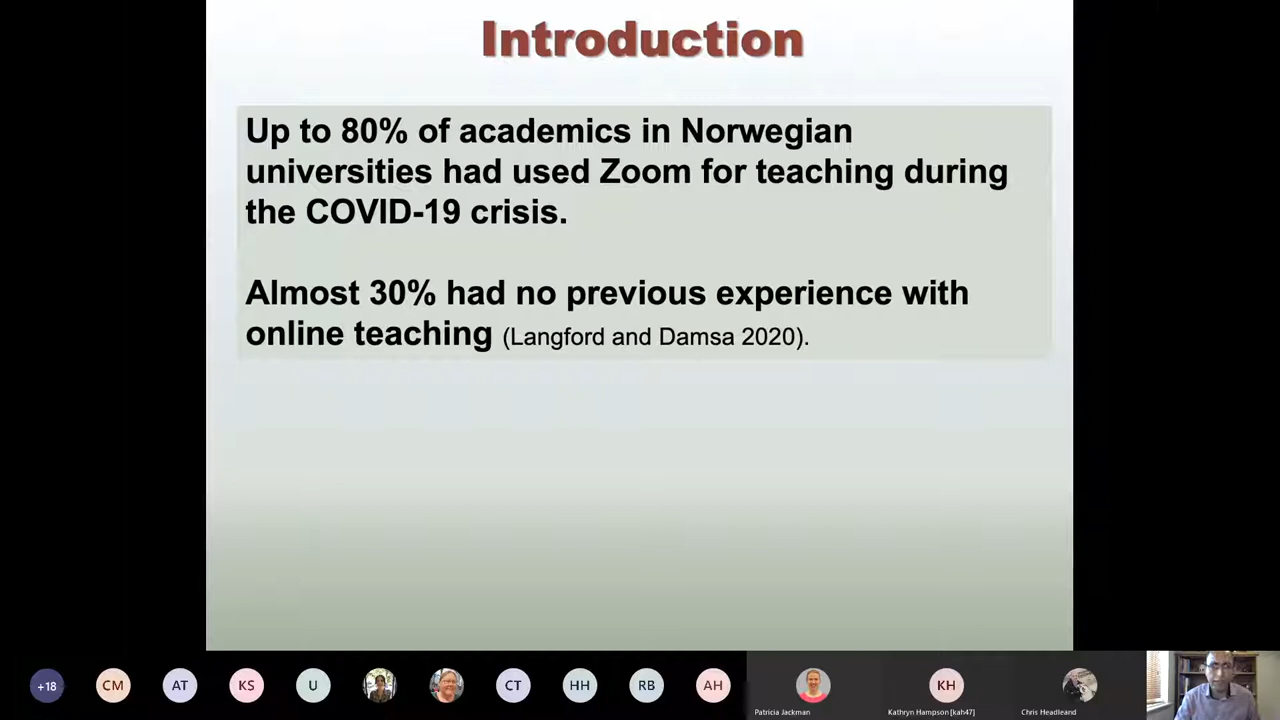 Introduction
Up to 80% of academics in Norwegian
universities had used Zoom for teaching during
the COVID-19 crisis.
Almost 30% had no previous experience with
online teaching (Langford and Damsa 2020).
+18
CM
AT
KS
U
CT
HH
RB
AH
Patricia Jackman
KH
Kathryn Hampson [kah47]
Chris Headleand